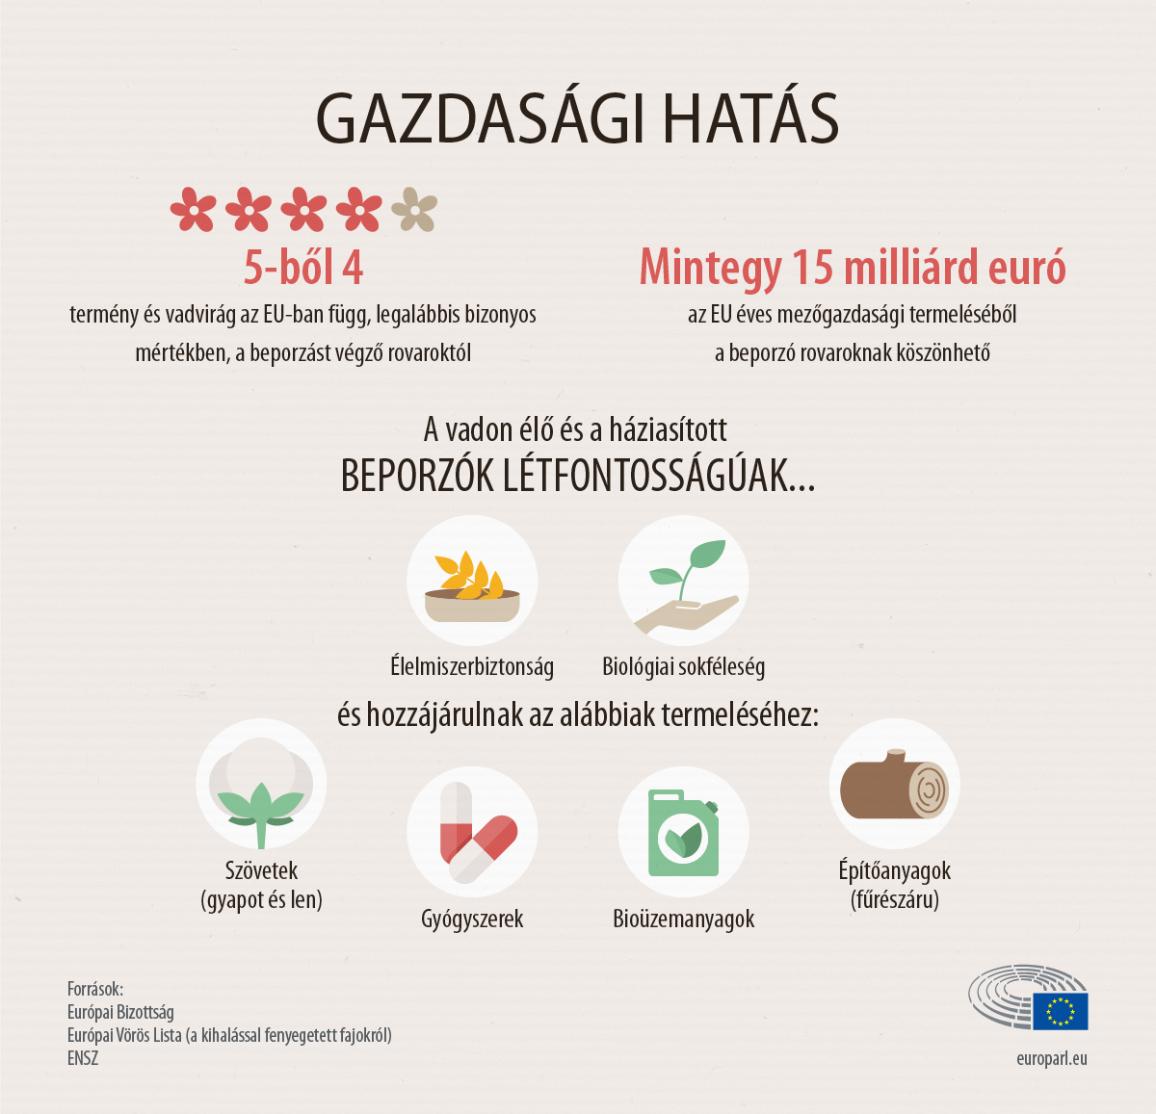 GAZDASÁGI HATÁS
5-ből 4
termény és vadvirág az EU-ban függ, legalábbis bizonyos
mértékben, a beporzást végző rovaroktól
Mintegy 15 milliárd euró
az EU éves mezőgazdasági termeléséből
a beporzó rovaroknak köszönhető
A vadon élő és a háziasított
BEPORZÓK LÉTFONTOSSÁGÚAK...
Élelmiszerbiztonság
Biológiai sokféleség
és hozzájárulnak az alábbiak termeléséhez:
Szövetek
(gyapot és len)
Gyógyszerek
Bioüzemanyagok
Építőanyagok
(fűrészáru)
Források:
Európai Bizottság
Európai Vörös Lista (a kihalással fenyegetett fajokról)
ENSZ
europarl.eu